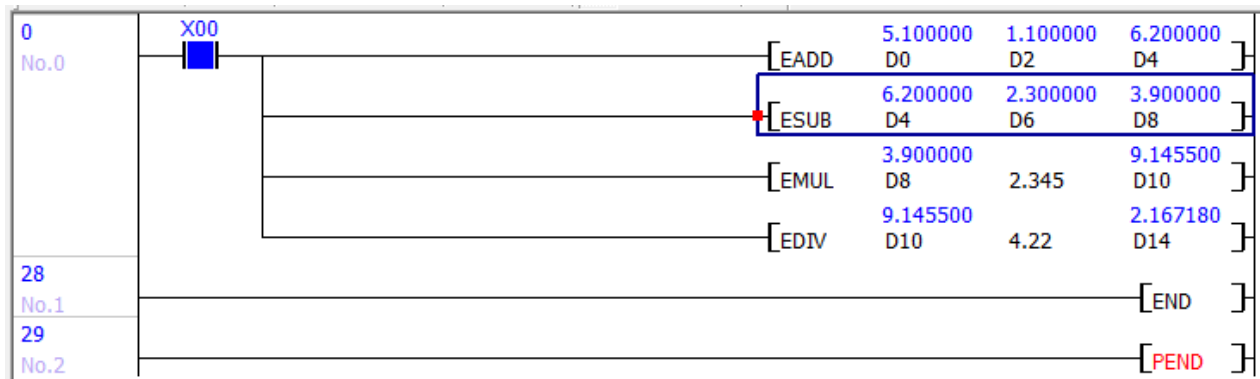 0 X00 5.100000 1.100000 6.200000
No.0 EADD D0 D2 D4
6.200000 2.300000 3.900000
ESUB D4 D6 D8
3.900000 9.145500
EMUL D8 2.345 D10
9.145500 2.167180
EDIV D10 4.22 D14
28
No.1 END
29
No.2 PEND